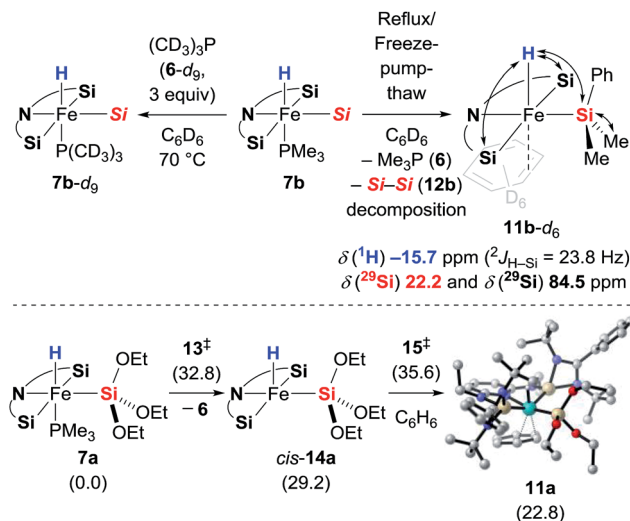 (CD3)3P
(6-d9,
3 equiv)
C6D6
70 °C
H
Si
N
Fe
Si
Si
P(CD3)3
7b-d9
H
Si
N
Fe
Si
Si
PMe3
7b
Reflux/
Freeze-
pump-
thaw
C6D6
– Me3P (6)
– Si–Si (12b)
decomposition
H
Si
Ph
N
Fe
Si
Me
Me
Si
D6
11b-d6
δ(1H) –15.7 ppm (2JH–Si = 23.8 Hz)
δ(29Si) 22.2 and δ(29Si) 84.5 ppm
H
Si
OEt
N
Fe
Si
OEt
Si
PMe3
OEt
7a
(0.0)
13‡
(32.8)
– 6
H
Si
OEt
N
Fe
Si
OEt
Si
OEt
cis-14a
(29.2)
15‡
(35.6)
C6H6
11a
(22.8)